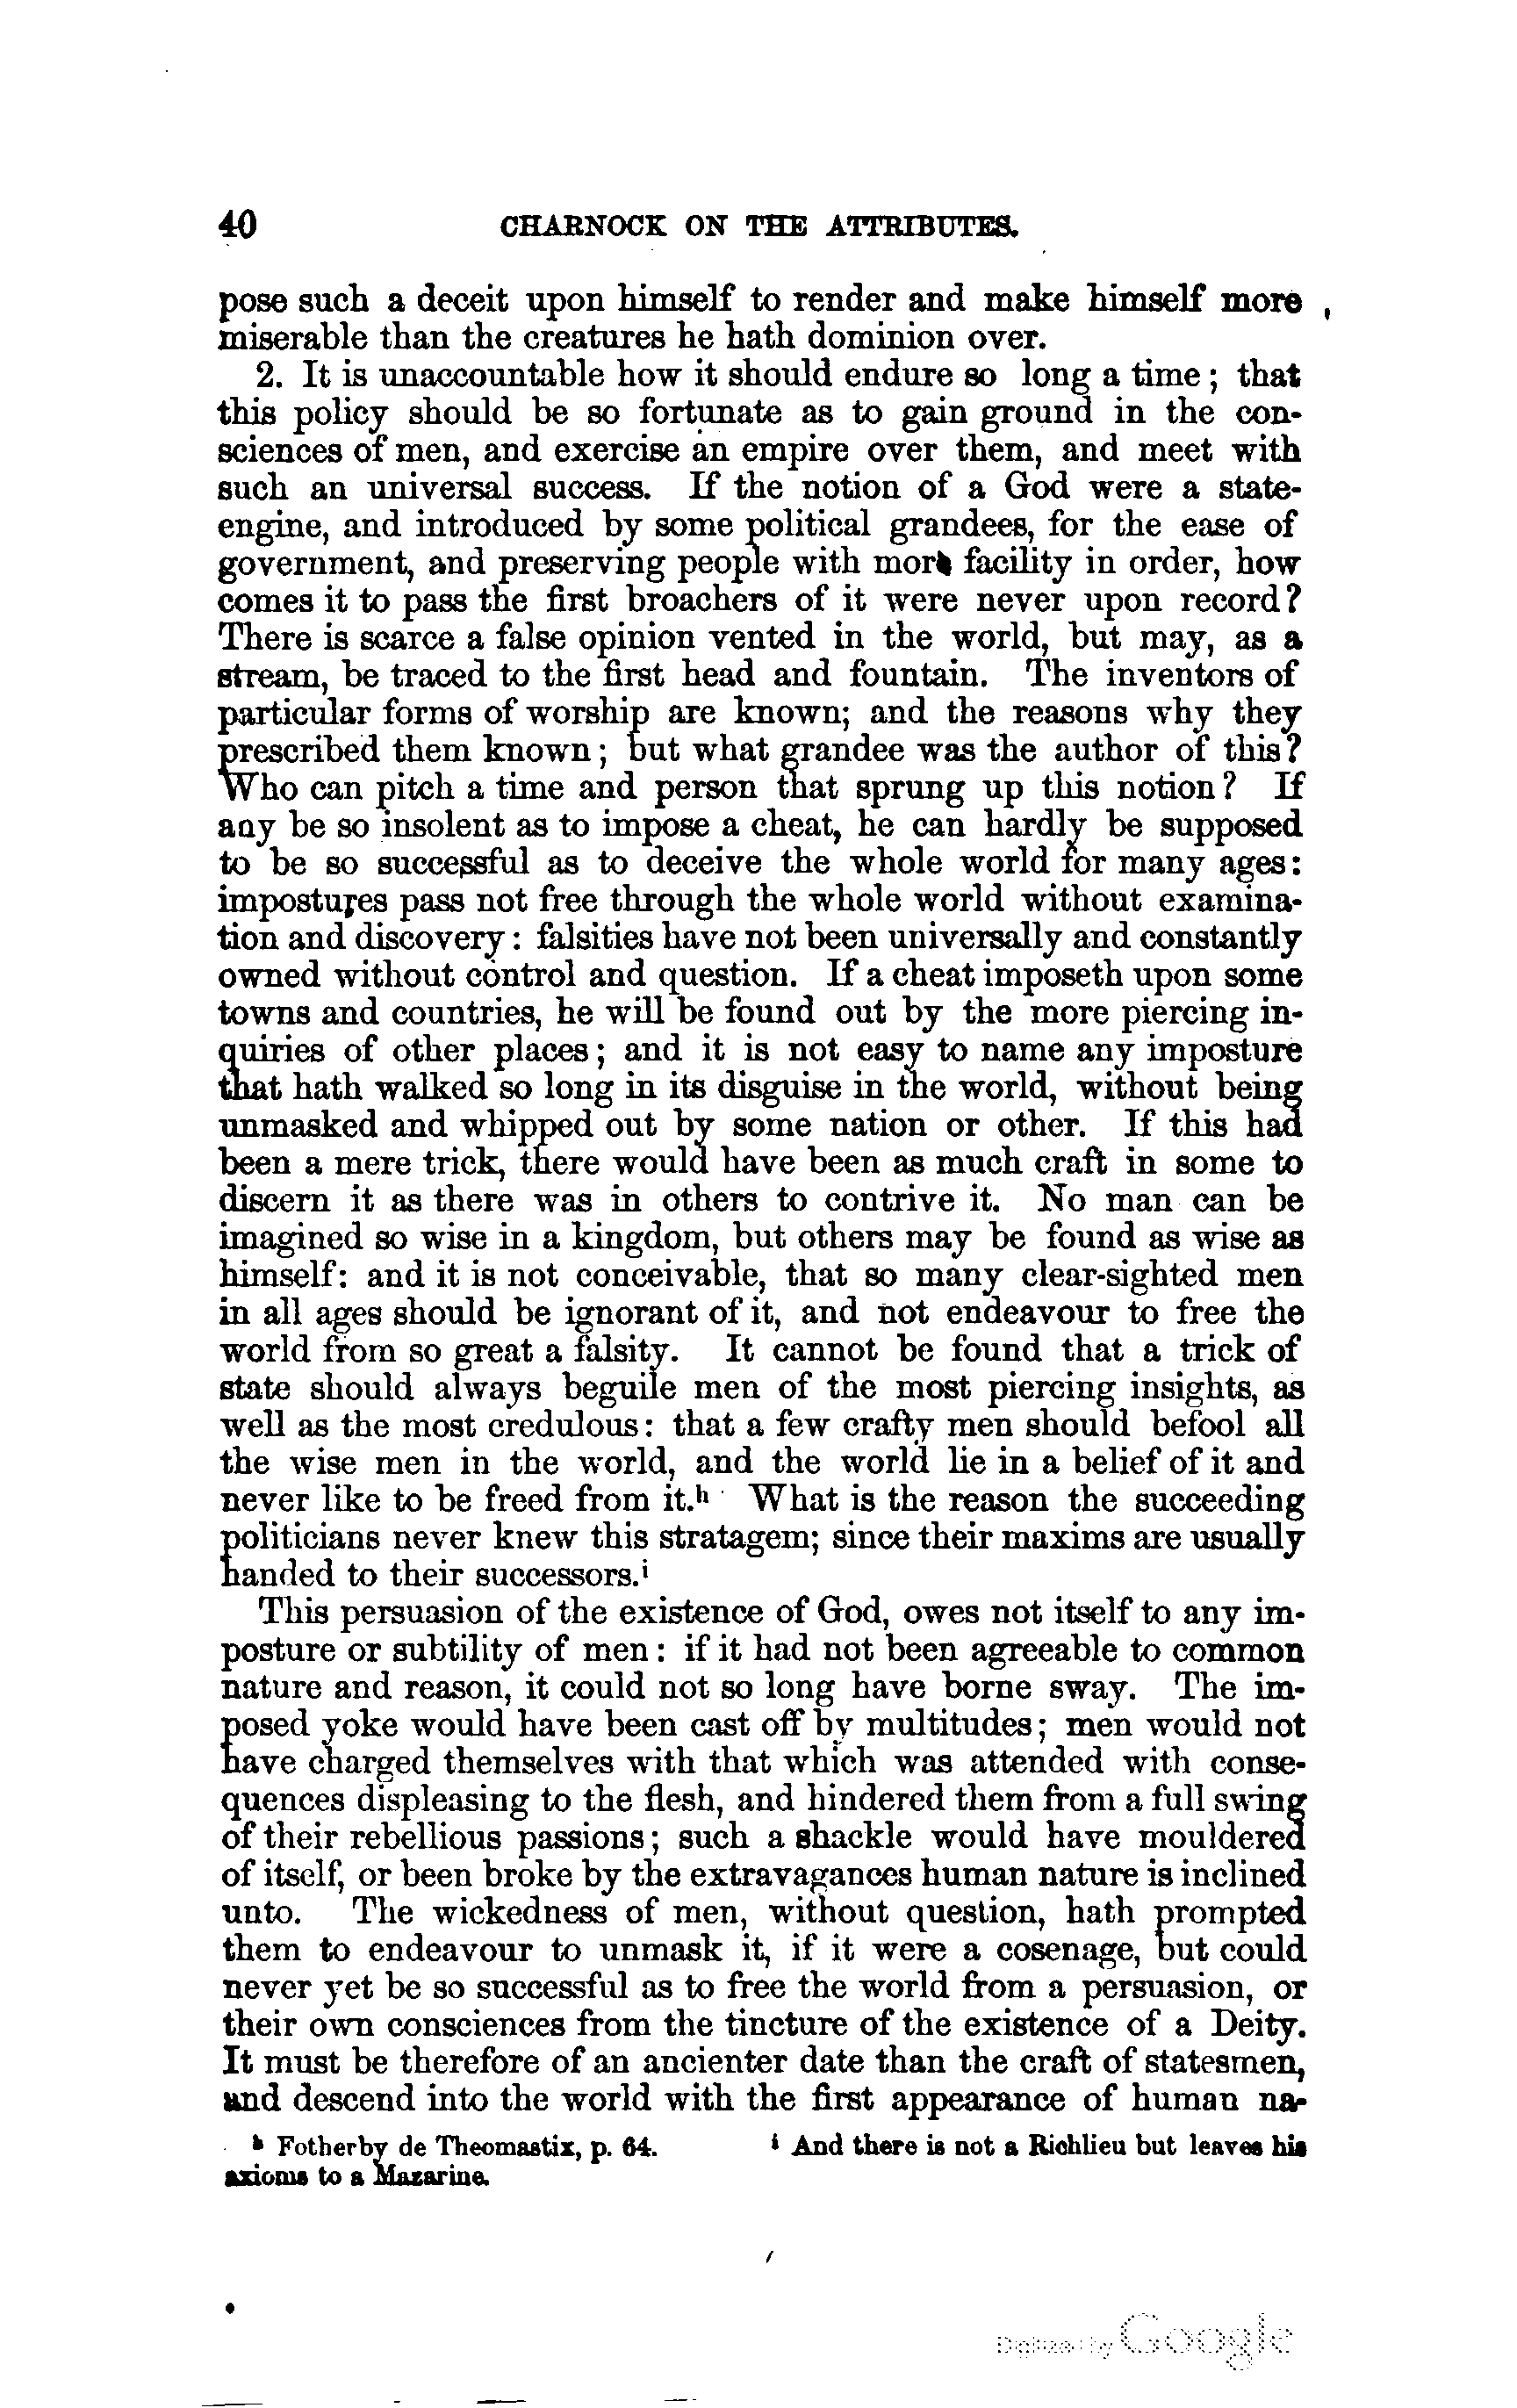 40 CHARNOCK ON THE ATTRIBUTES.
pose such a deceit upon himself to render and make himself more
miserable than the creatures he hath dominion over.
2. It is unaccountable how it should endure so long a time; that
this policy should be so fortunate as to gain ground in the con-
sciences of men, and exercise an empire over them, and meet with
such an universal success. If the notion of a God were a state-
engine, and introduced by some political grandees, for the ease of
government, and preserving people with more facility in order, how
comes it to pass the first broachers of it were never upon record?
There is scarce a false opinion vented in the world, but may, as a
stream, be traced to the first head and fountain. The inventors of
particular forms of worship are known; and the reasons why they
prescribed them known; but what grandee was the author of this?
Who can pitch a time and person that sprung up this notion? If
any be so insolent as to impose a cheat, he can hardly be supposed
to be so successful as to deceive the whole world for many ages:
impostures pass not free through the whole world without examina-
tion and discovery: falsities have not been universally and constantly
owned without control and question. If a cheat imposeth upon some
towns and countries, he will be found out by the more piercing in-
quiries of other places; and it is not easy to name any imposture
that hath walked so long in its disguise in the world, without being
unmasked and whipped out by some nation or other. If this had
been a mere trick, there would have been as much craft in some to
discern it as there was in others to contrive it. No man can be
imagined so wise in a kingdom, but others may be found as wise as
himself: and it is not conceivable, that so many clear-sighted men
in all ages should be ignorant of it, and not endeavour to free the
world from so great a falsity. It cannot be found that a trick of
state should always beguile men of the most piercing insights, as
well as the most credulous: that a few crafty men should befool all
the wise men in the world, and the world lie in a belief of it and
never like to be freed from it.h What is the reason the succeeding
politicians never knew this stratagem; since their maxims are usually
handed to their successors.i
This persuasion of the existence of God, owes not itself to any im-
posture or subtility of men: if it had not been agreeable to common
nature and reason, it could not so long have borne sway. The im-
posed yoke would have been cast off by multitudes; men would not
have charged themselves with that which was attended with conse-
quences displeasing to the flesh, and hindered them from a full swing
of their rebellious passions; such a shackle would have mouldered
of itself, or been broke by the extravagances human nature is inclined
unto. The wickedness of men, without question, hath prompted
them to endeavour to unmask it, if it were a cosenage, but could
never yet be so successful as to free the world from a persuasion, or
their own consciences from the tincture of the existence of a Deity.
It must be therefore of an ancienter date than the craft of statesmen,
and descend into the world with the first appearance of human na-
h Fotherby de Theomastix, p. 64. i And there is not a Richlieu but leaves his
axioms to a Mazarine.
Digitized by Google